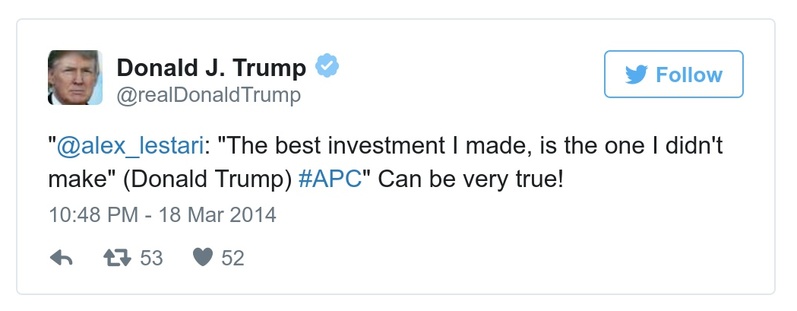 Donald J. Trump
@realDonaldTrump
Follow
"@alex_lestari: "The best investment I made, is the one I didn't
make" (Donald Trump) #APC" Can be very true!
10:48 PM - 18 Mar 2014
53
52